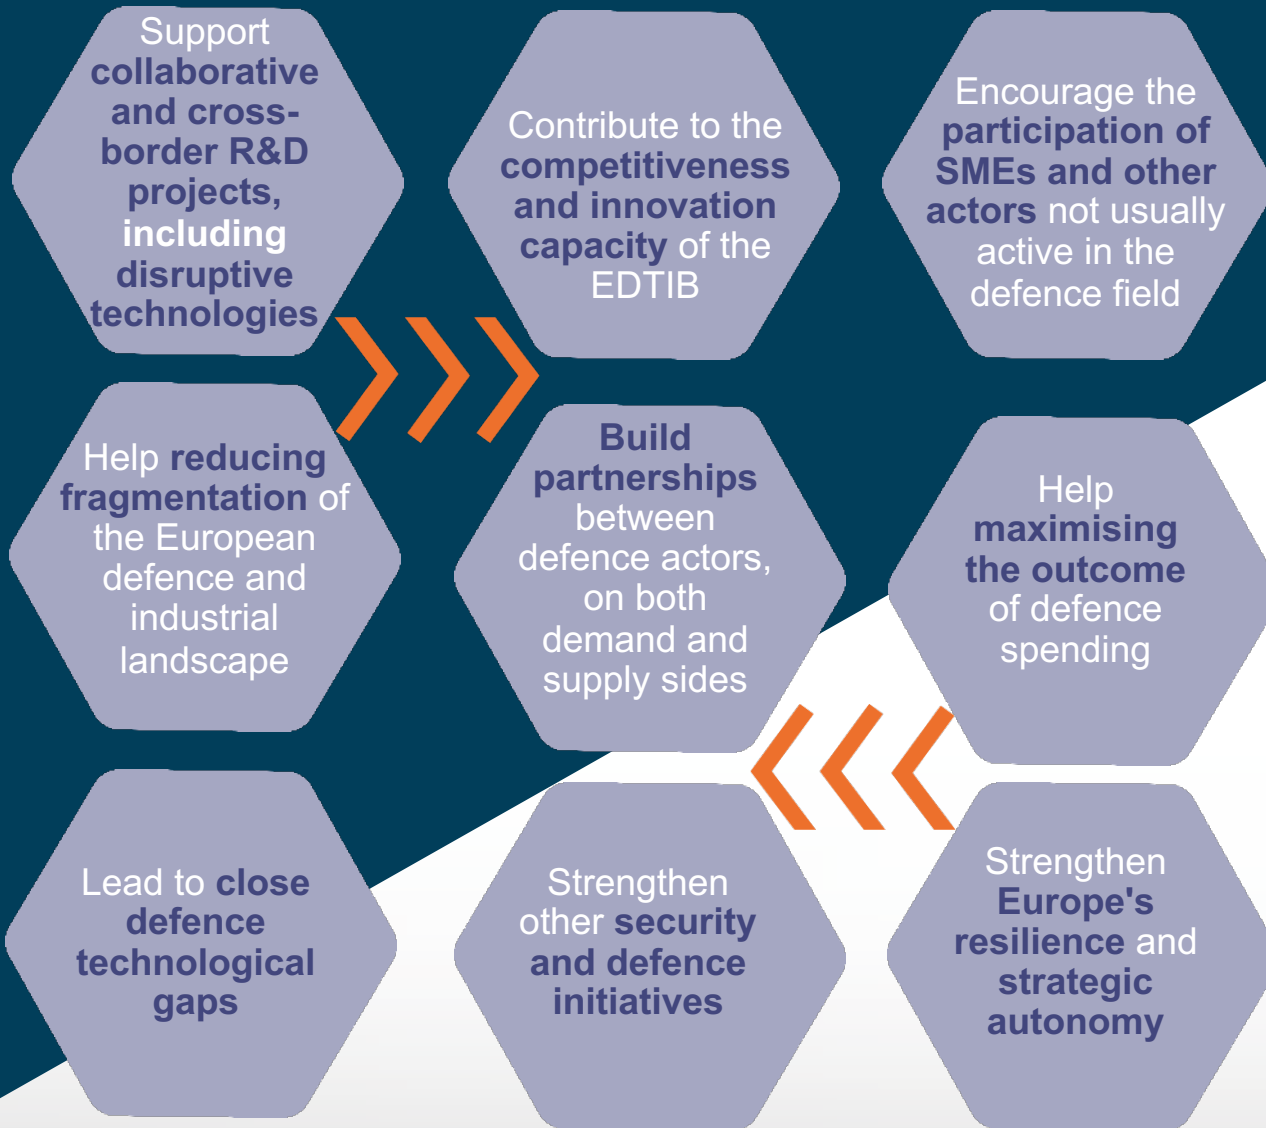 Support
collaborative
and cross-
border R&D
projects,
including
disruptive
technologies
Contribute to the
competitiveness
and innovation
capacity of the
EDTIB
Encourage the
participation of
SMEs and other
actors not usually
active in the
defence field
Help reducing
fragmentation of
the European
defence and
industrial
landscape
Build
partnerships
between
defence actors,
on both
demand and
supply sides
Help
maximising
the outcome
of defence
spending
Lead to close
defence
technological
gaps
Strengthen
other security
and defence
initiatives
Strengthen
Europe's
resilience and
strategic
autonomy